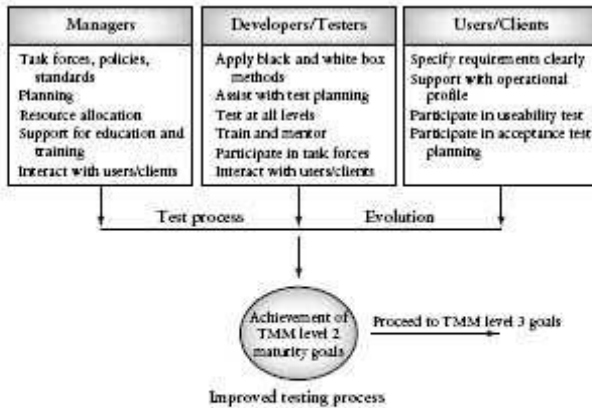 Managers
Task forces, policies,
standards
Planning
Resource allocation
Support for education and
training
Interact with users/clients
Developers/Testers
Apply black and white box
methods
Assist with test planning
Test at all levels
Train and mentor
Participate in task forces
Interact with users/clients
Users/Clients
Specify requirements clearly
Support with operational
profile
Participate in useability test
Participate in acceptance test
planning
Test process
Evolution
Achievement of
TMM level 2
maturity goals
Proceed to TMM level 3 goals
Improved testing process